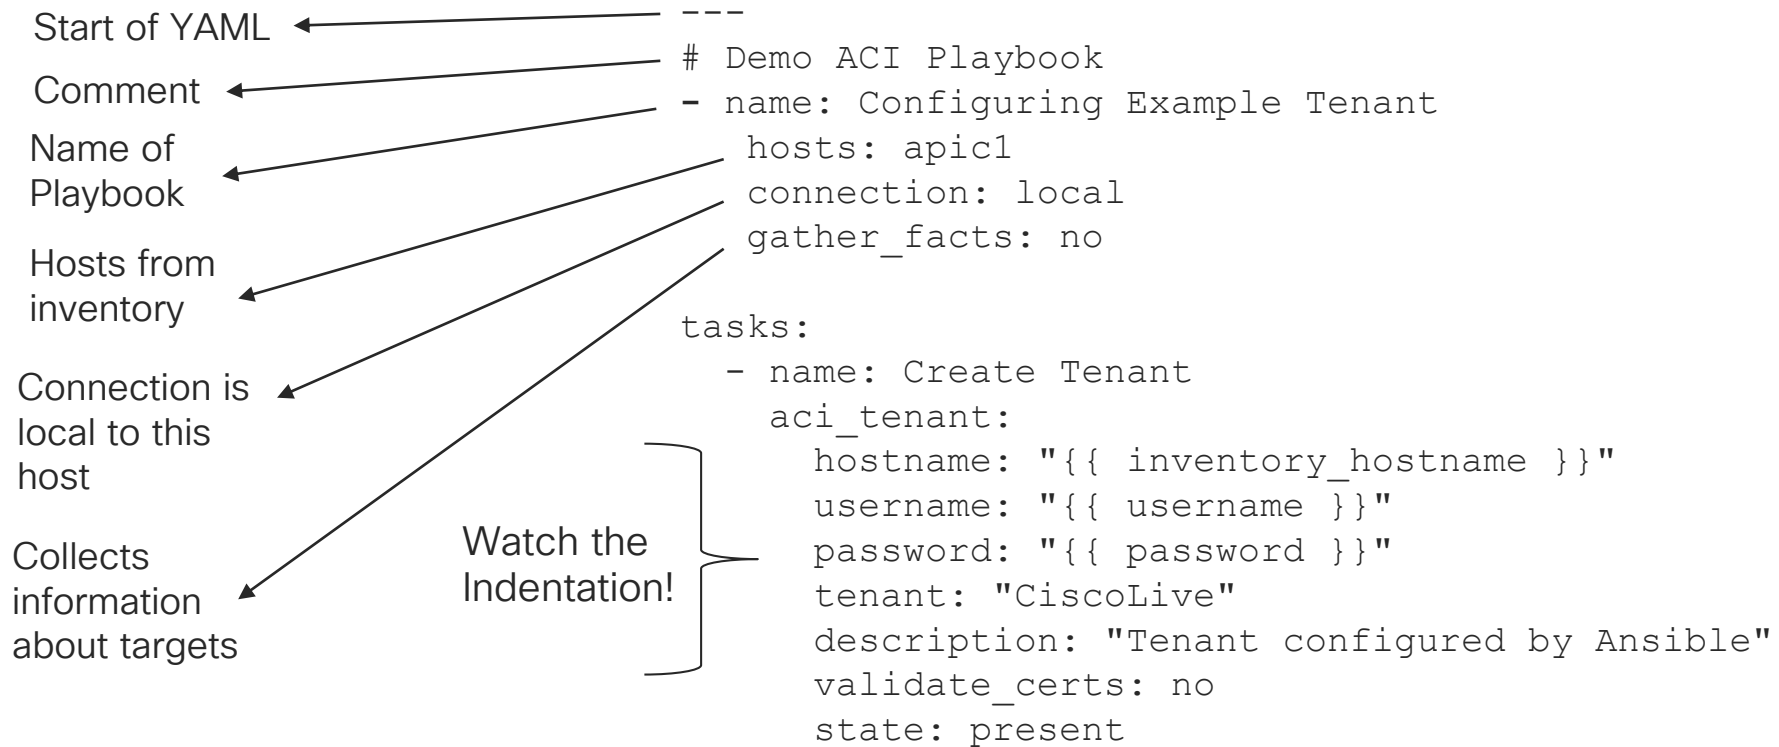 Start of YAML
Comment
Name of
Playbook
Hosts from
inventory
Connection is
local to this
host
Collects
information
about targets
---
# Demo ACI Playbook
- name: Configuring Example Tenant
hosts: apic1
connection: local
gather_facts: no
tasks:
- name: Create Tenant
aci_tenant:
Watch the
Indentation!
hostname: "{{ inventory_hostname }}"
username: "{{ username }}"
password: "{{ password }}"
tenant: "CiscoLive"
description: "Tenant configured by Ansible"
validate_certs: no
state: present